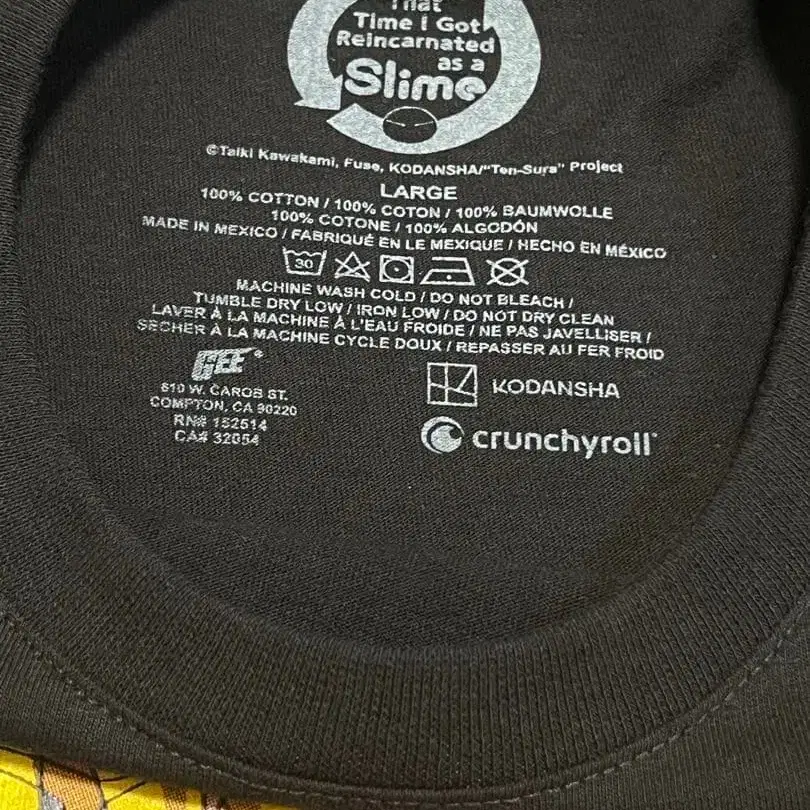 That
Time I Got
Reincarnated
as a
Slime
©Taiki Kawakami, Fuse, KODANSHA/"Ten-Sura" Project
LARGE
100% COTTON / 100% COTON / 100% BAUMWOLLE
100% COTONE / 100% ALGODÓN
MADE IN MEXICO / FABRIQUÉ EN LE MEXIQUE / HECHO EN MÉXICO
30
MACHINE WASH COLD / DO NOT BLEACH /
TUMBLE DRY LOW / IRON LOW / DO NOT DRY CLEAN
LAVER À LA MACHINE À L'EAU FROIDE / NE PAS JAVELLISER /
SÉCHER À LA MACHINE CYCLE DOUX / REPASSER AU FER FROID
GEE
610 W. CAROB ST.
COMPTON, CA 90220
RN# 152514
CA# 32054
KODANSHA
crunchyroll